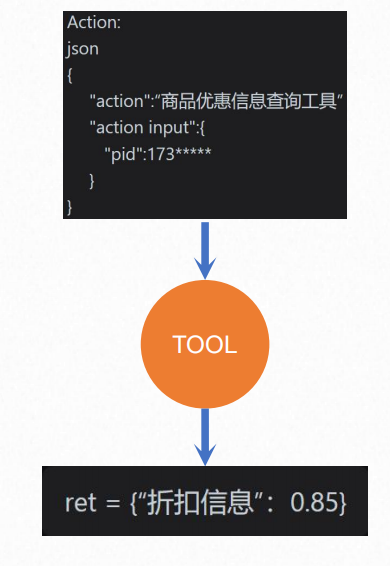 Action:
json
{
"action":“商品优惠信息查询工具”
"action input":{
"pid":173*****
}
}
TOOL
ret = {“折扣信息”：0.85}